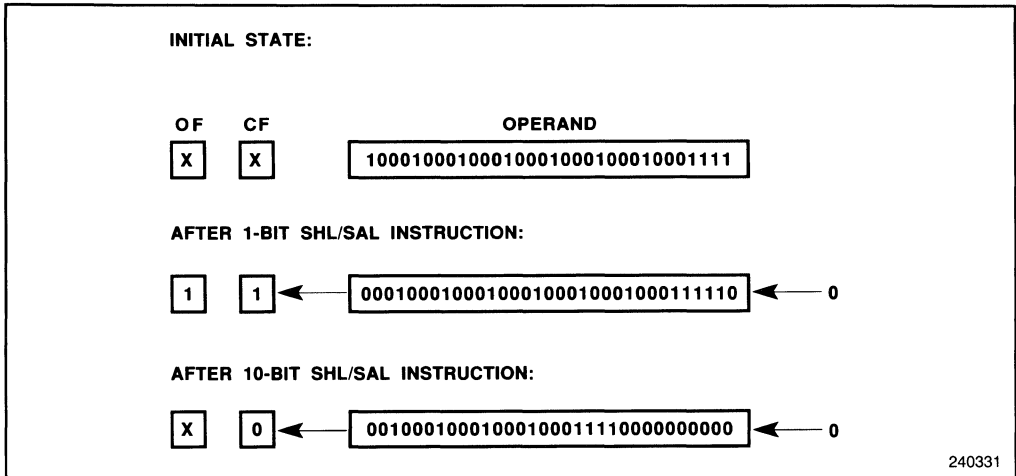 INITIAL STATE:
OF CF OPERAND
X X 10001000100010001000100010001111
AFTER 1-BIT SHL/SAL INSTRUCTION:
1 1 000100010001000100010001000111110 0
AFTER 10-BIT SHL/SAL INSTRUCTION:
X 0 00100010001000100011110000000000 0
240331